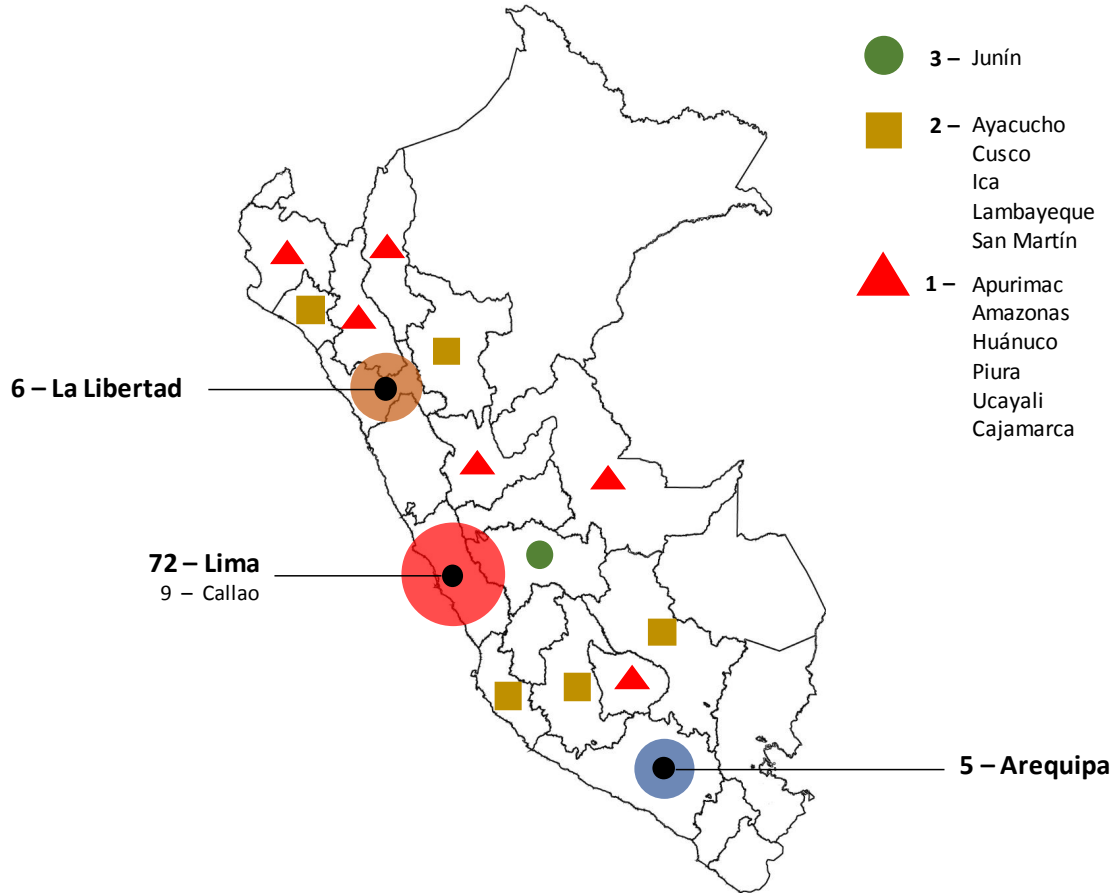 3 – Junín
2 – Ayacucho
Cusco
Ica
Lambayeque
San Martín
1 – Apurimac
Amazonas
Huánuco
Piura
Ucayali
Cajamarca
6 – La Libertad
72 – Lima
9 – Callao
5 – Arequipa